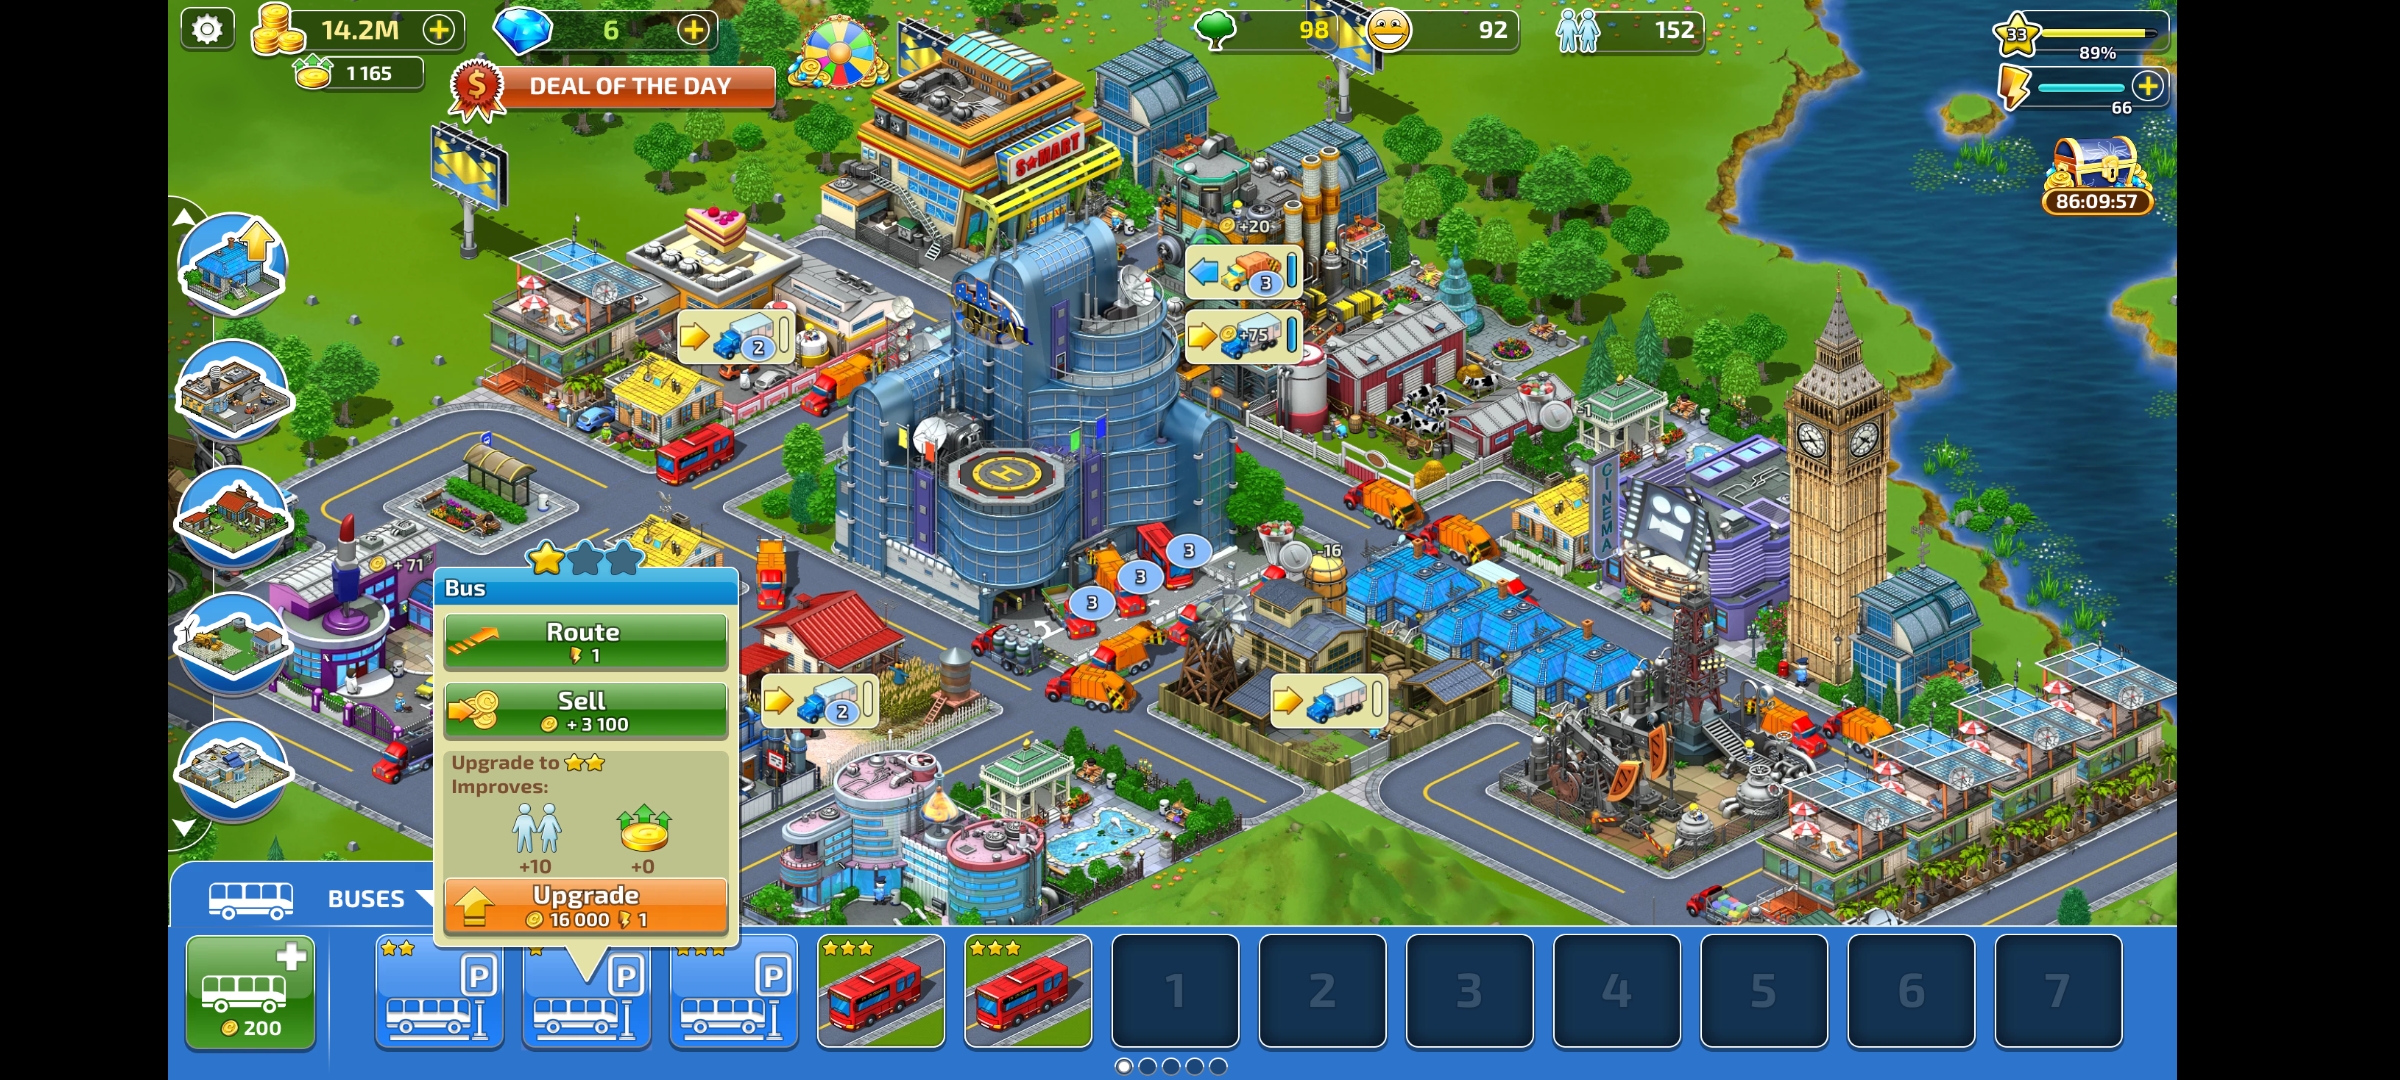 14.2M
6
98
92
152
33
89%
1 165
DEAL OF THE DAY
66
86:09:57
S★MART
+20
3
+75
2
-1
CINEMA
H
+71
-16
3
3
3
Bus
Route
1
Sell
+ 3 100
Upgrade to
Improves:
+10
+0
Upgrade
16 000 1
2
BUSES
200
P
P
P
1
2
3
4
5
6
7